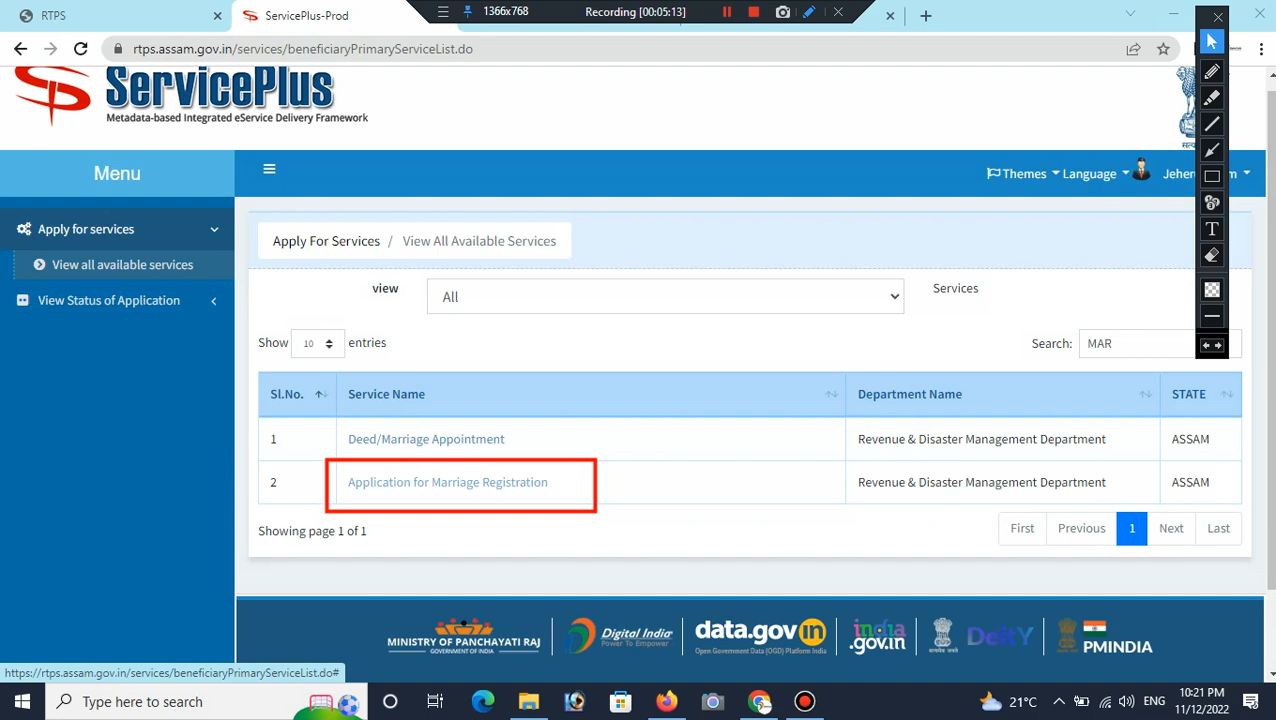 RTPS
ServicePlus-Prod
1366x768
Recording [00:05:13]
rtps.assam.gov.in/services/beneficiaryPrimaryServiceList.do
ServicePlus
Metadata-based Integrated eService Delivery Framework
Menu
Themes
Language
Apply for services
View all available services
View Status of Application
Apply For Services / View All Available Services
view
All
Services
Show 10 entries
Search: MAR
Sl.No. Service Name Department Name STATE
1 Deed/Marriage Appointment Revenue & Disaster Management Department ASSAM
2 Application for Marriage Registration Revenue & Disaster Management Department ASSAM
Showing page 1 of 1
First Previous 1 Next Last
MINISTRY OF PANCHAYATI RAJ
GOVERNMENT OF INDIA
Digital India
Power To Empower
data.gov in
Open Government Data (OGD) Platform India
india
.gov.in
DeitY
PMINDIA
https://rtps.assam.gov.in/services/beneficiaryPrimaryServiceList.do#
Type here to search
21°C
ENG
10:21 PM
11/12/2022